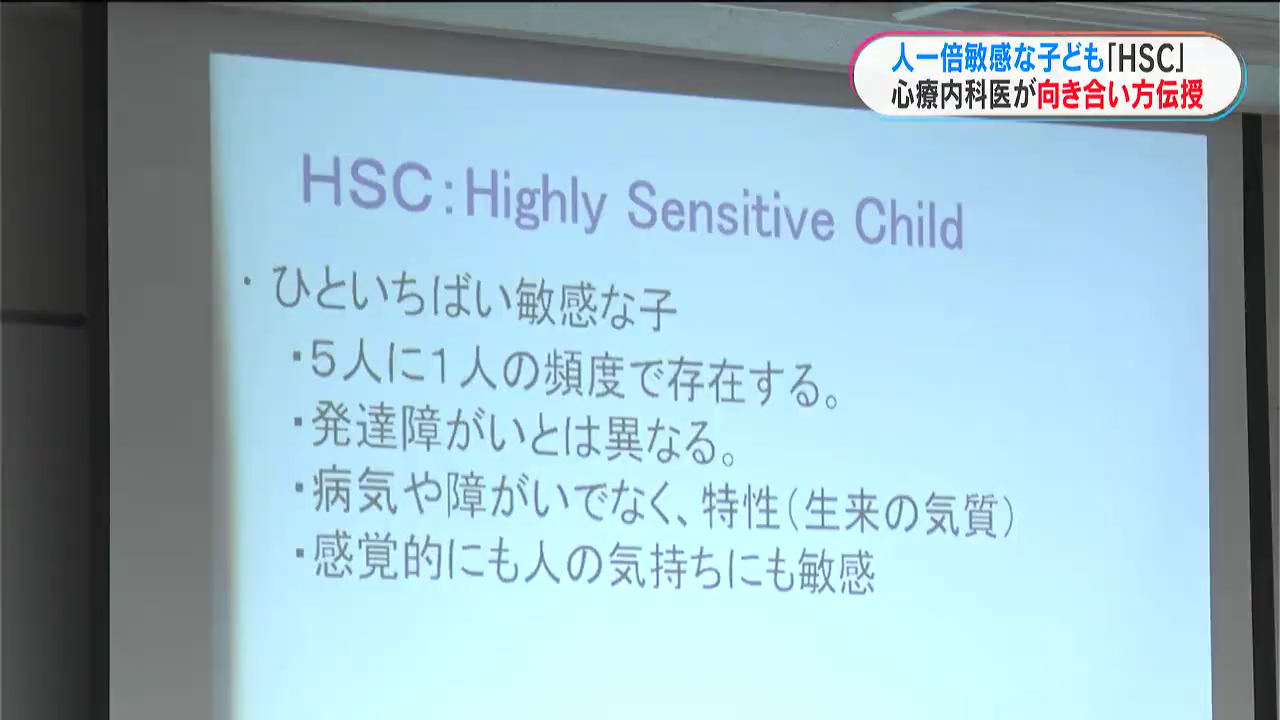 人一倍敏感な子ども「HSC」
心療内科医が向き合い方伝授
HSC:Highly Sensitive Child
・ひといちばい敏感な子
・5人に1人の頻度で存在する。
・発達障がいとは異なる。
・病気や障がいでなく、特性(生来の気質)
・感覚的にも人の気持ちにも敏感